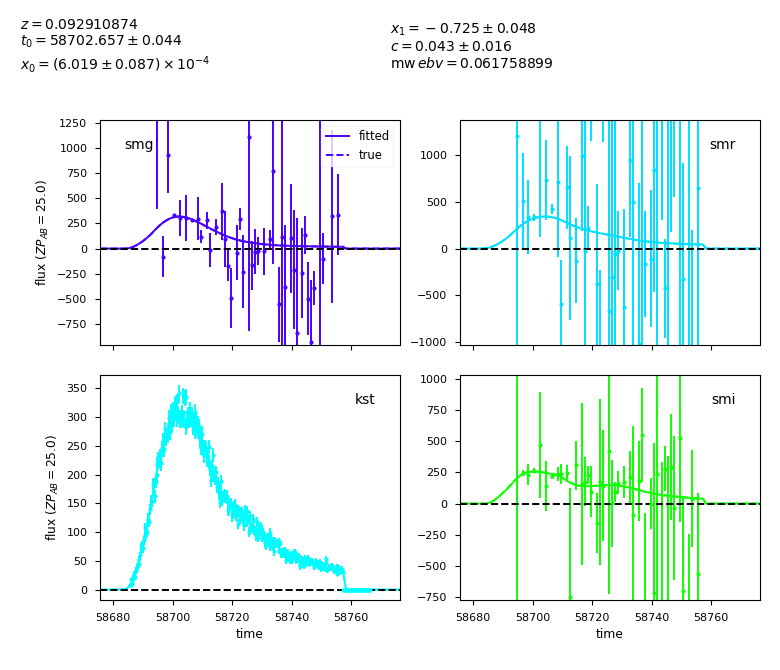 z = 0.092910874
t₀ = 58702.657 ± 0.044
x₀ = (6.019 ± 0.087) × 10⁻⁴
x₁ = −0.725 ± 0.048
c = 0.043 ± 0.016
mw ebv = 0.061758899
smg
fitted
true
1250
1000
750
500
250
0
−250
−500
−750
flux (ZP_AB = 25.0)
smr
1000
500
0
−500
−1000
kst
350
300
250
200
150
100
50
0
flux (ZP_AB = 25.0)
58680 58700 58720 58740 58760
time
smi
1000
750
500
250
0
−250
−500
−750
58680 58700 58720 58740 58760
time